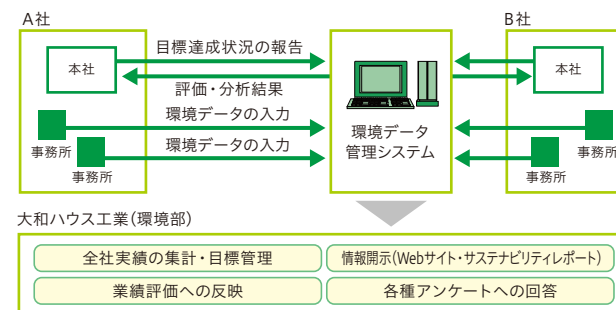 A社
B社
本社
目標達成状況の報告
評価・分析結果
環境データの入力
環境データの入力
事務所
事務所
環境データ
管理システム
本社
事務所
事務所
大和ハウス工業（環境部）
全社実績の集計・目標管理
情報開示（Webサイト・サステナビリティレポート）
業績評価への反映
各種アンケートへの回答